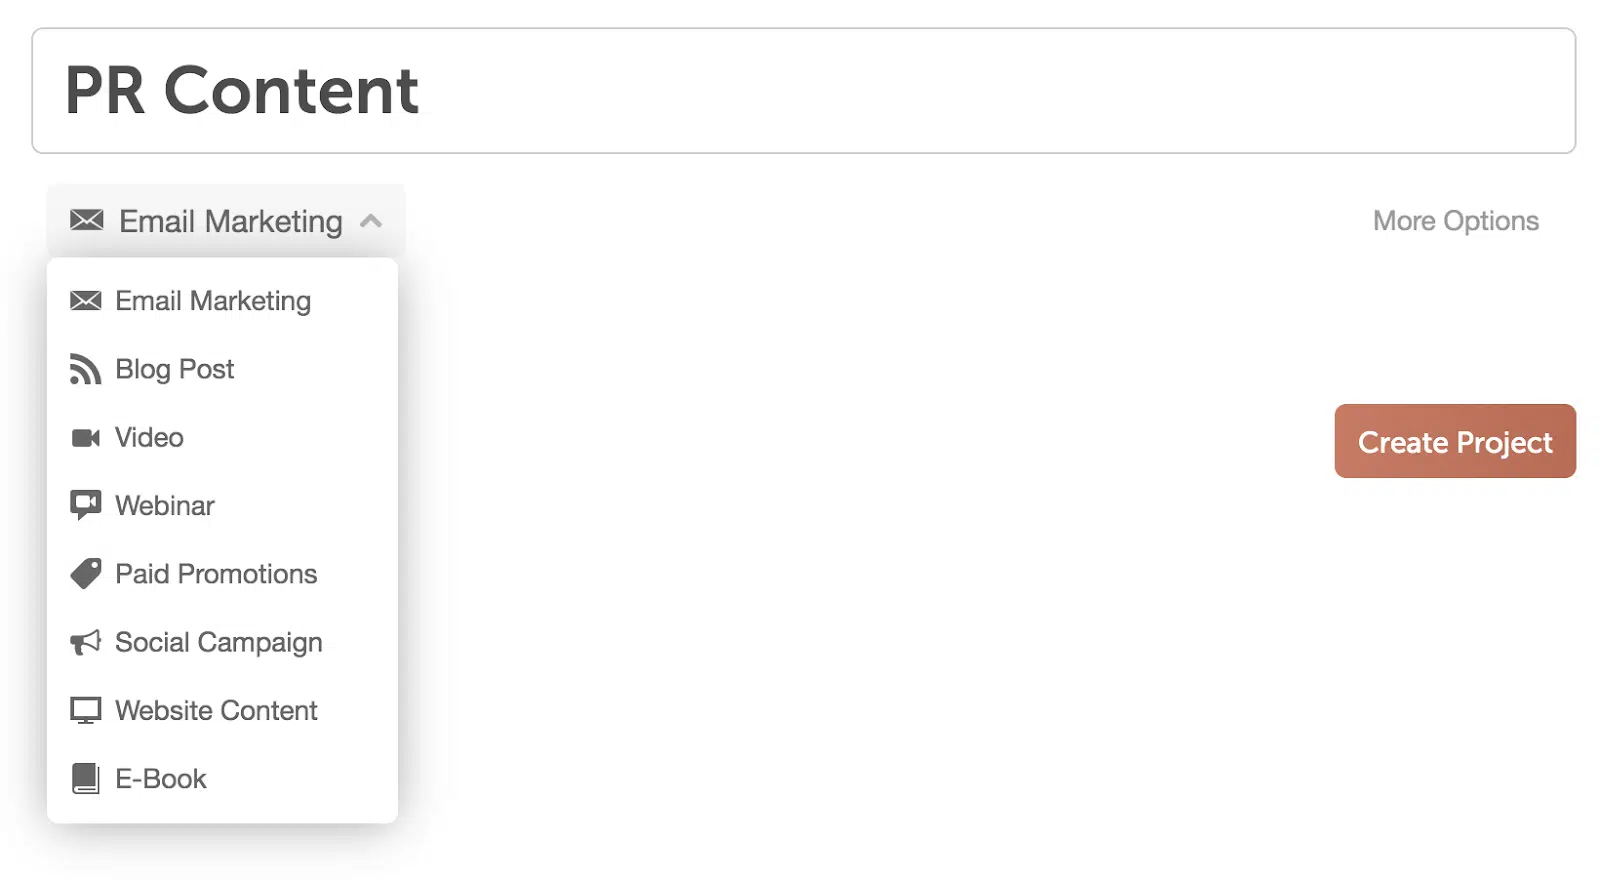 PR Content
Email Marketing
More Options
Email Marketing
Blog Post
Video
Create Project
Webinar
Paid Promotions
Social Campaign
Website Content
E-Book